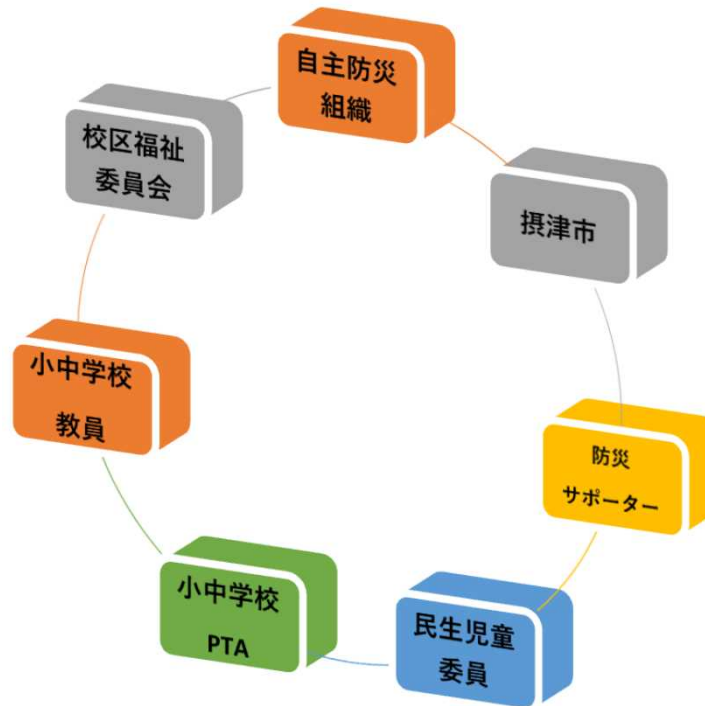 自主防災
組織
摂津市
防災
サポーター
民生児童
委員
小中学校
PTA
小中学校
教員
校区福祉
委員会